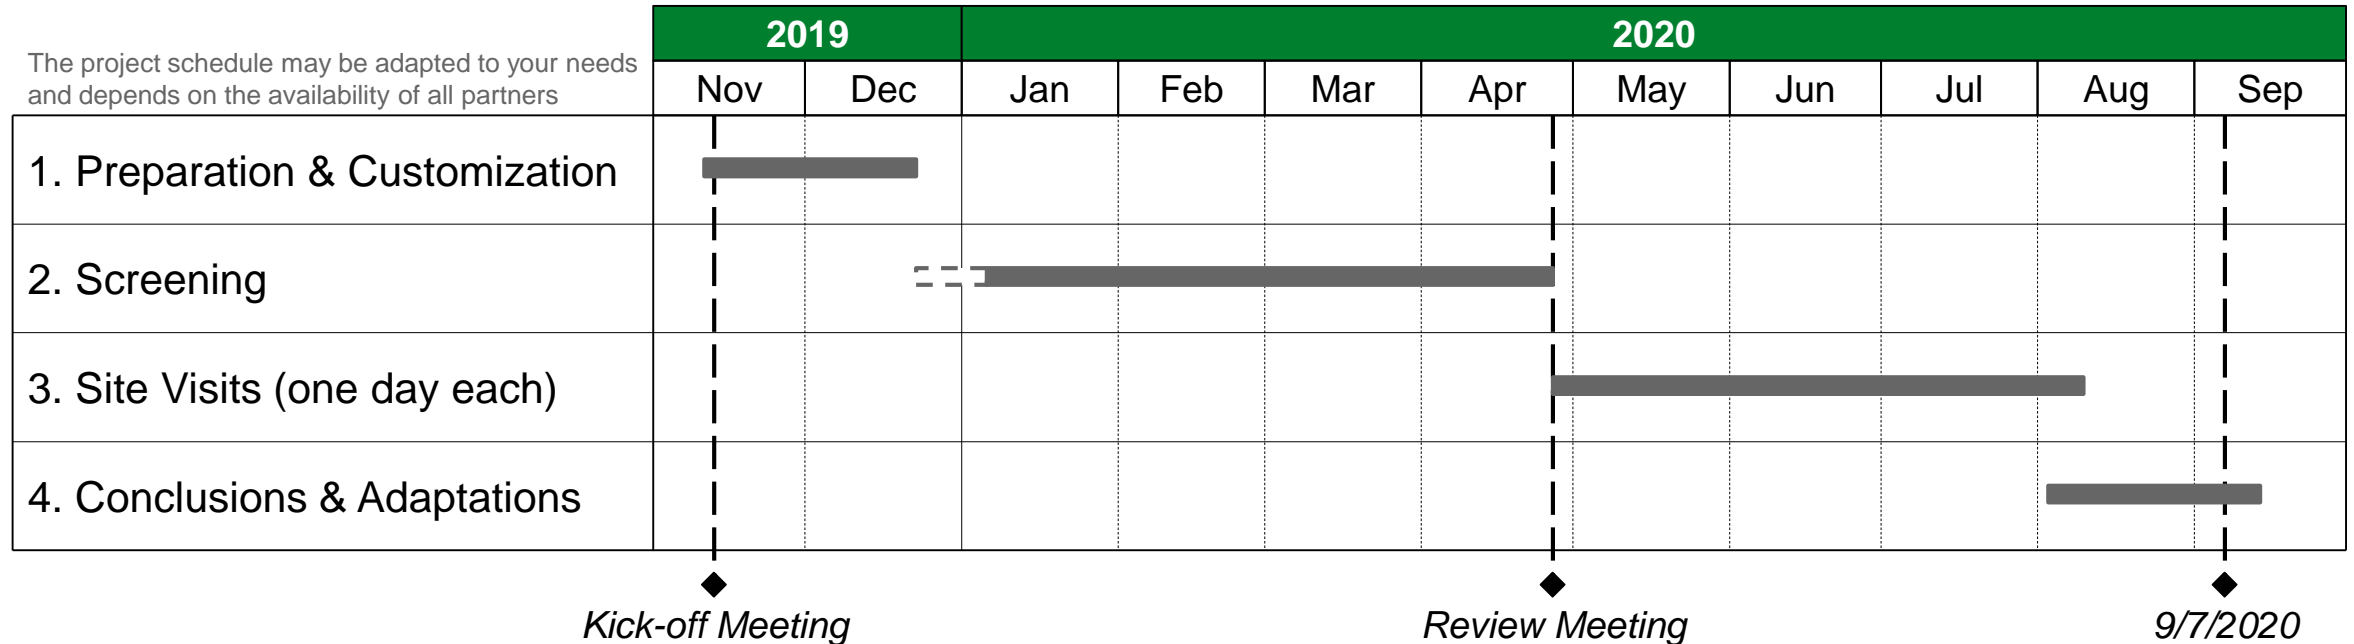 2019 2020
The project schedule may be adapted to your needs
and depends on the availability of all partners
Nov Dec Jan Feb Mar Apr May Jun Jul Aug Sep
1. Preparation & Customization
2. Screening
3. Site Visits (one day each)
4. Conclusions & Adaptations
Kick-off Meeting Review Meeting 9/7/2020